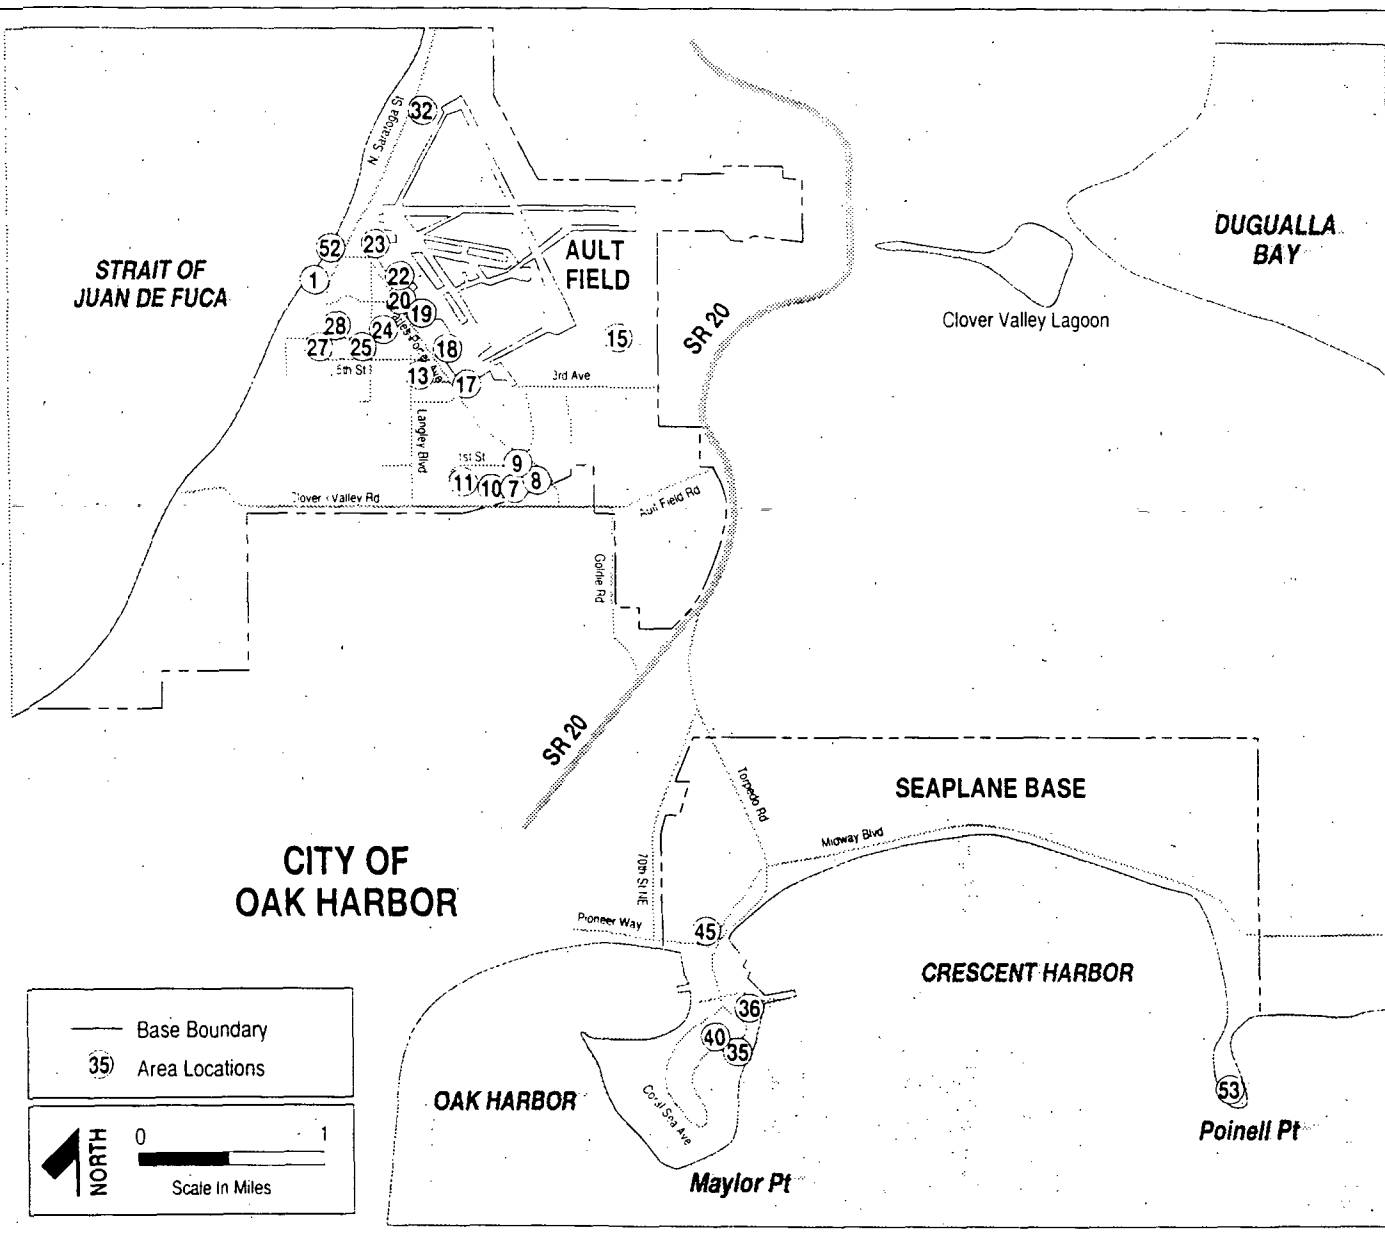 32
N. Saratoga St
52
23
1
22
20
19
28
24
27
25
18
13
17
15
5th St
3rd Ave
Langley Blvd
1st St
9
8
11
10
7
Clover Valley Rd
Ault Field Rd
Goldie Rd
STRAIT OF
JUAN DE FUCA
AULT
FIELD
SR 20
DUGUALLA
BAY
Clover Valley Lagoon
SR 20
CITY OF
OAK HARBOR
SEAPLANE BASE
Torpedo Rd
Midway Blvd
70th St NE
Pioneer Way
45
CRESCENT HARBOR
36
40
35
Coral Sea Ave
OAK HARBOR
Maylor Pt
53
Poinell Pt
Base Boundary
35
Area Locations
NORTH
0
1
Scale In Miles